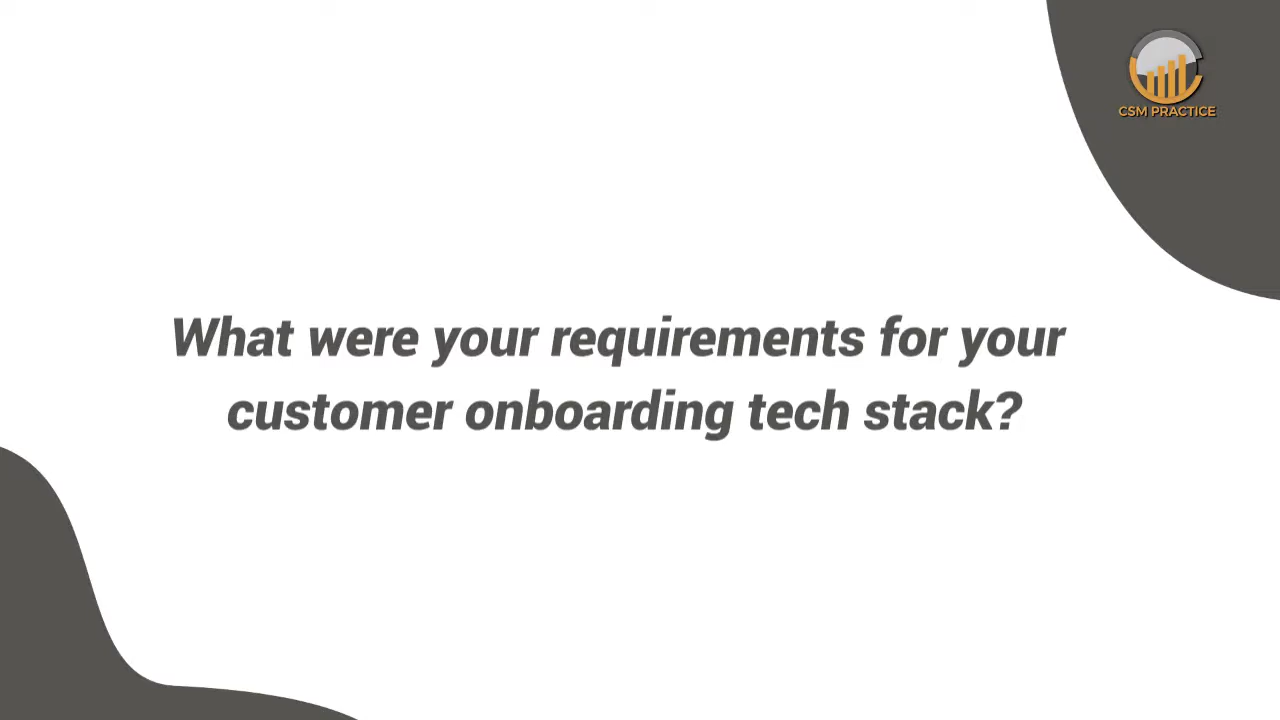 CSM PRACTICE
What were your requirements for your
customer onboarding tech stack?